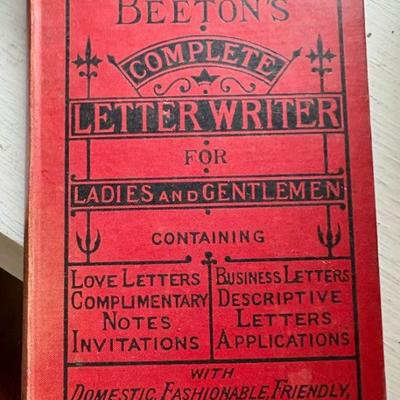 BEETON'S
COMPLETE
LETTER WRITER
FOR
LADIES AND GENTLEMEN
CONTAINING
LOVE LETTERS
COMPLIMENTARY
NOTES
INVITATIONS
BUSINESS LETTERS
DESCRIPTIVE
LETTERS
APPLICATIONS
WITH
DOMESTIC, FASHIONABLE, FRIENDLY,